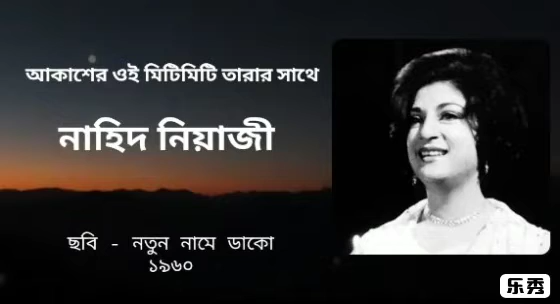 আকাশের ওই মিটিমিটি তারার সাথে
নাহিদ নিয়াজী
ছবি - নতুন নামে ডাকো
১৯৬০
乐秀